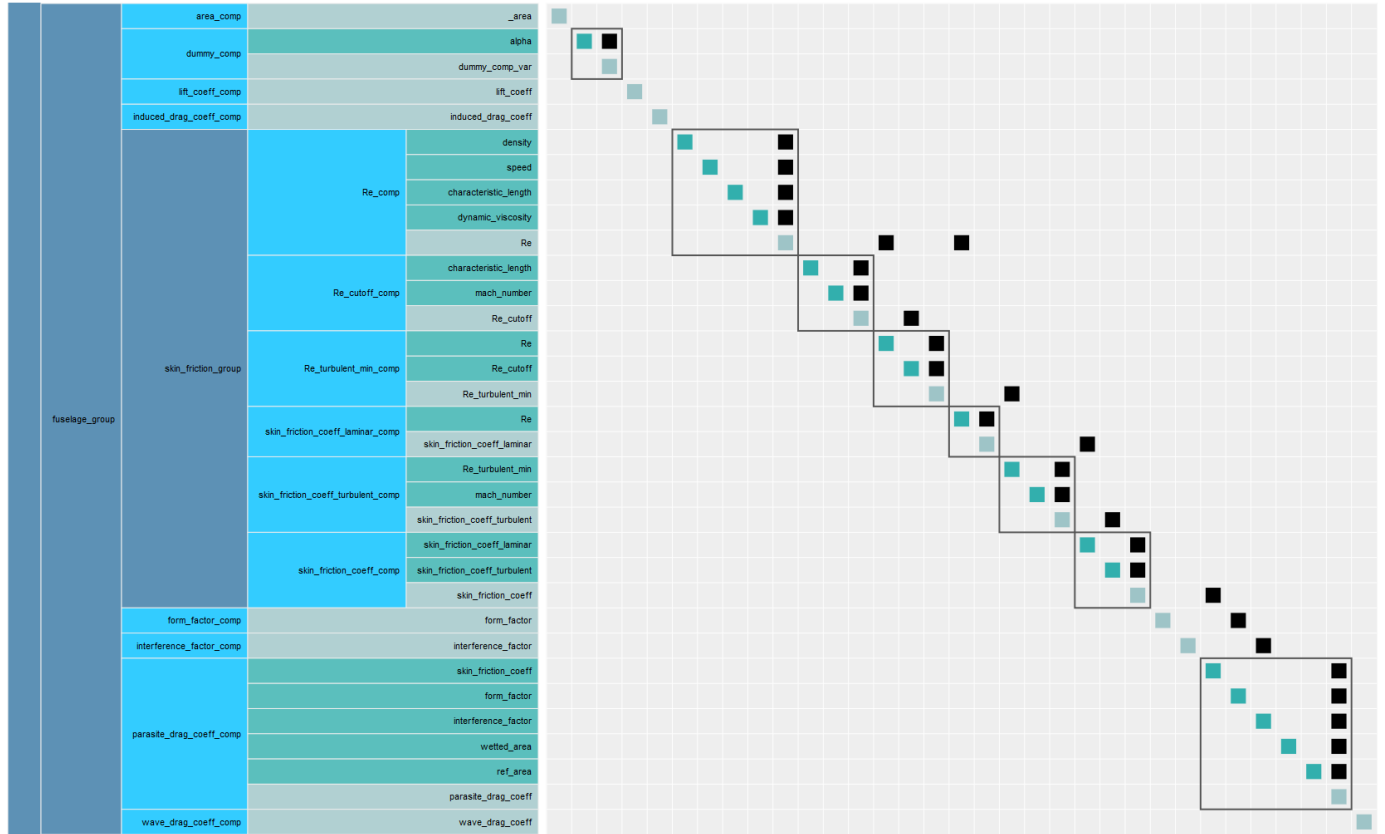 area_comp
_area
dummy_comp
alpha
dummy_comp_var
lift_coeff_comp
lift_coeff
induced_drag_coeff_comp
induced_drag_coeff
fuselage_group
skin_friction_group
Re_comp
density
speed
characteristic_length
dynamic_viscosity
Re
Re_cutoff_comp
characteristic_length
mach_number
Re_cutoff
Re_turbulent_min_comp
Re
Re_cutoff
Re_turbulent_min
skin_friction_coeff_laminar_comp
Re
skin_friction_coeff_laminar
skin_friction_coeff_turbulent_comp
Re_turbulent_min
mach_number
skin_friction_coeff_turbulent
skin_friction_coeff_comp
skin_friction_coeff_laminar
skin_friction_coeff_turbulent
skin_friction_coeff
form_factor_comp
form_factor
interference_factor_comp
interference_factor
parasite_drag_coeff_comp
skin_friction_coeff
form_factor
interference_factor
wetted_area
ref_area
parasite_drag_coeff
wave_drag_coeff_comp
wave_drag_coeff